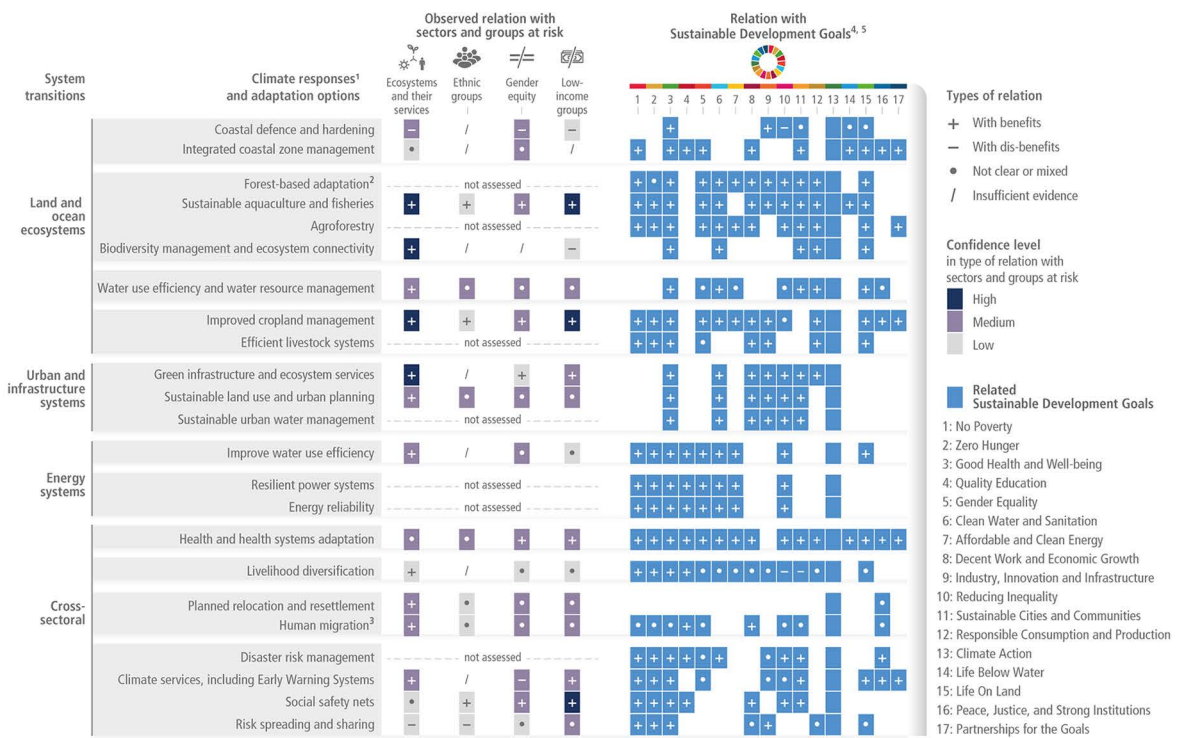 Observed relation with
sectors and groups at risk
Relation with
Sustainable Development Goals4, 5
System
transitions
Climate responses1
and adaptation options
Ecosystems
and their
services
Ethnic
groups
Gender
equity
Low-
income
groups
1 2 3 4 5 6 7 8 9 10 11 12 13 14 15 16 17
Types of relation
+ With benefits
− With dis-benefits
• Not clear or mixed
/ Insufficient evidence
Confidence level
in type of relation with
sectors and groups at risk
High
Medium
Low
Related
Sustainable Development Goals
1: No Poverty
2: Zero Hunger
3: Good Health and Well-being
4: Quality Education
5: Gender Equality
6: Clean Water and Sanitation
7: Affordable and Clean Energy
8: Decent Work and Economic Growth
9: Industry, Innovation and Infrastructure
10: Reducing Inequality
11: Sustainable Cities and Communities
12: Responsible Consumption and Production
13: Climate Action
14: Life Below Water
15: Life On Land
16: Peace, Justice, and Strong Institutions
17: Partnerships for the Goals
Land and
ocean
ecosystems
Coastal defence and hardening
Integrated coastal zone management
Forest-based adaptation2
not assessed
Sustainable aquaculture and fisheries
Agroforestry
not assessed
Biodiversity management and ecosystem connectivity
Water use efficiency and water resource management
Improved cropland management
Efficient livestock systems
not assessed
Urban and
infrastructure
systems
Green infrastructure and ecosystem services
Sustainable land use and urban planning
Sustainable urban water management
not assessed
Energy
systems
Improve water use efficiency
Resilient power systems
not assessed
Energy reliability
not assessed
Cross-
sectoral
Health and health systems adaptation
Livelihood diversification
Planned relocation and resettlement
Human migration3
Disaster risk management
not assessed
Climate services, including Early Warning Systems
Social safety nets
Risk spreading and sharing